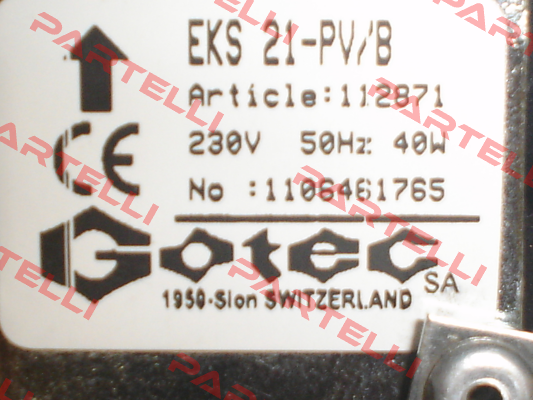 EKS 21-PV/B
Article:112871
230V 50Hz 40W
CE
No :1106461765
Gotec SA
1950-Sion SWITZERLAND
PARTELLI